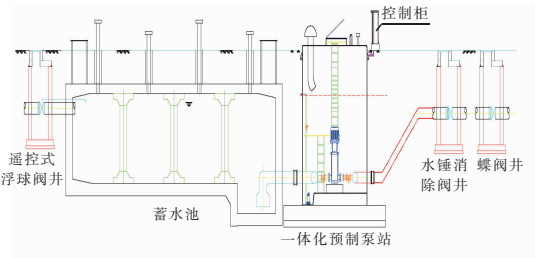 控制柜
遥控式
浮球阀井
水锤消
除阀井
蝶阀井
蓄水池
一体化预制泵站